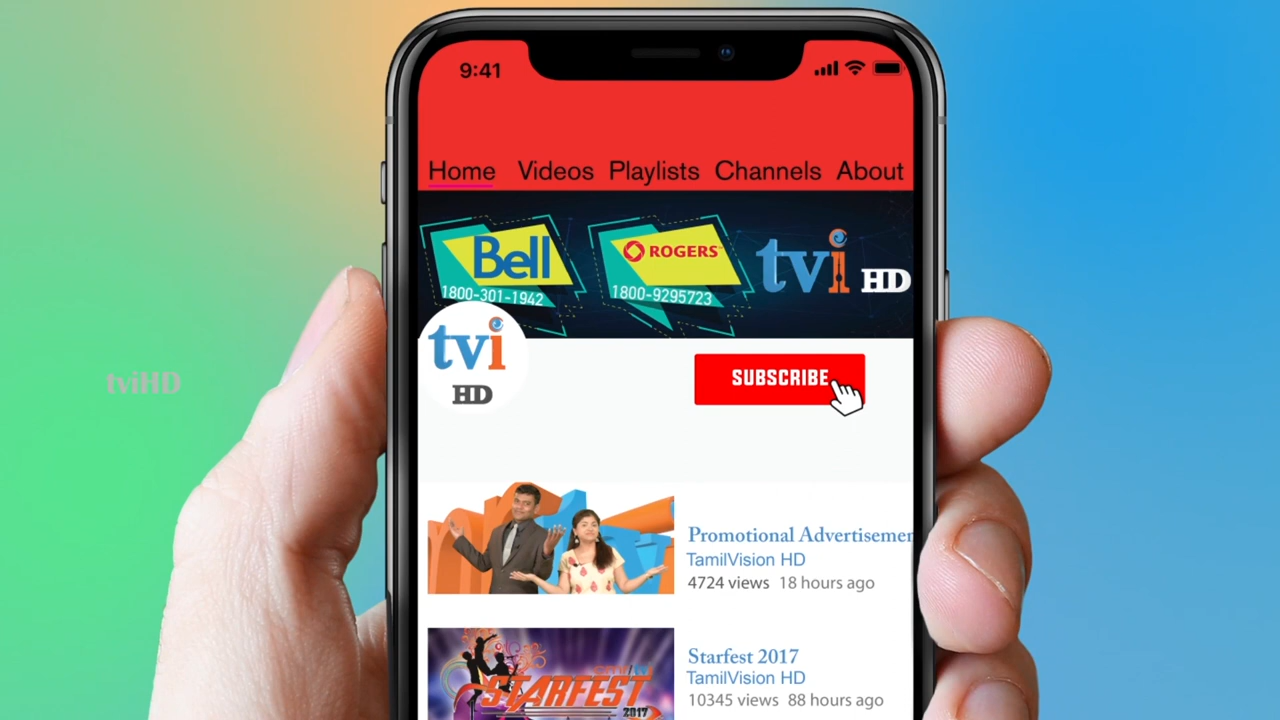 9:41
Home Videos Playlists Channels About
Bell
1800-301-1942
ROGERS™
1800-9295723
tvi HD
tvi
HD
SUBSCRIBE
tviHD
Promotional Advertisemen
TamilVision HD
4724 views 18 hours ago
Starfest 2017
TamilVision HD
10345 views 88 hours ago
STARFEST
2017